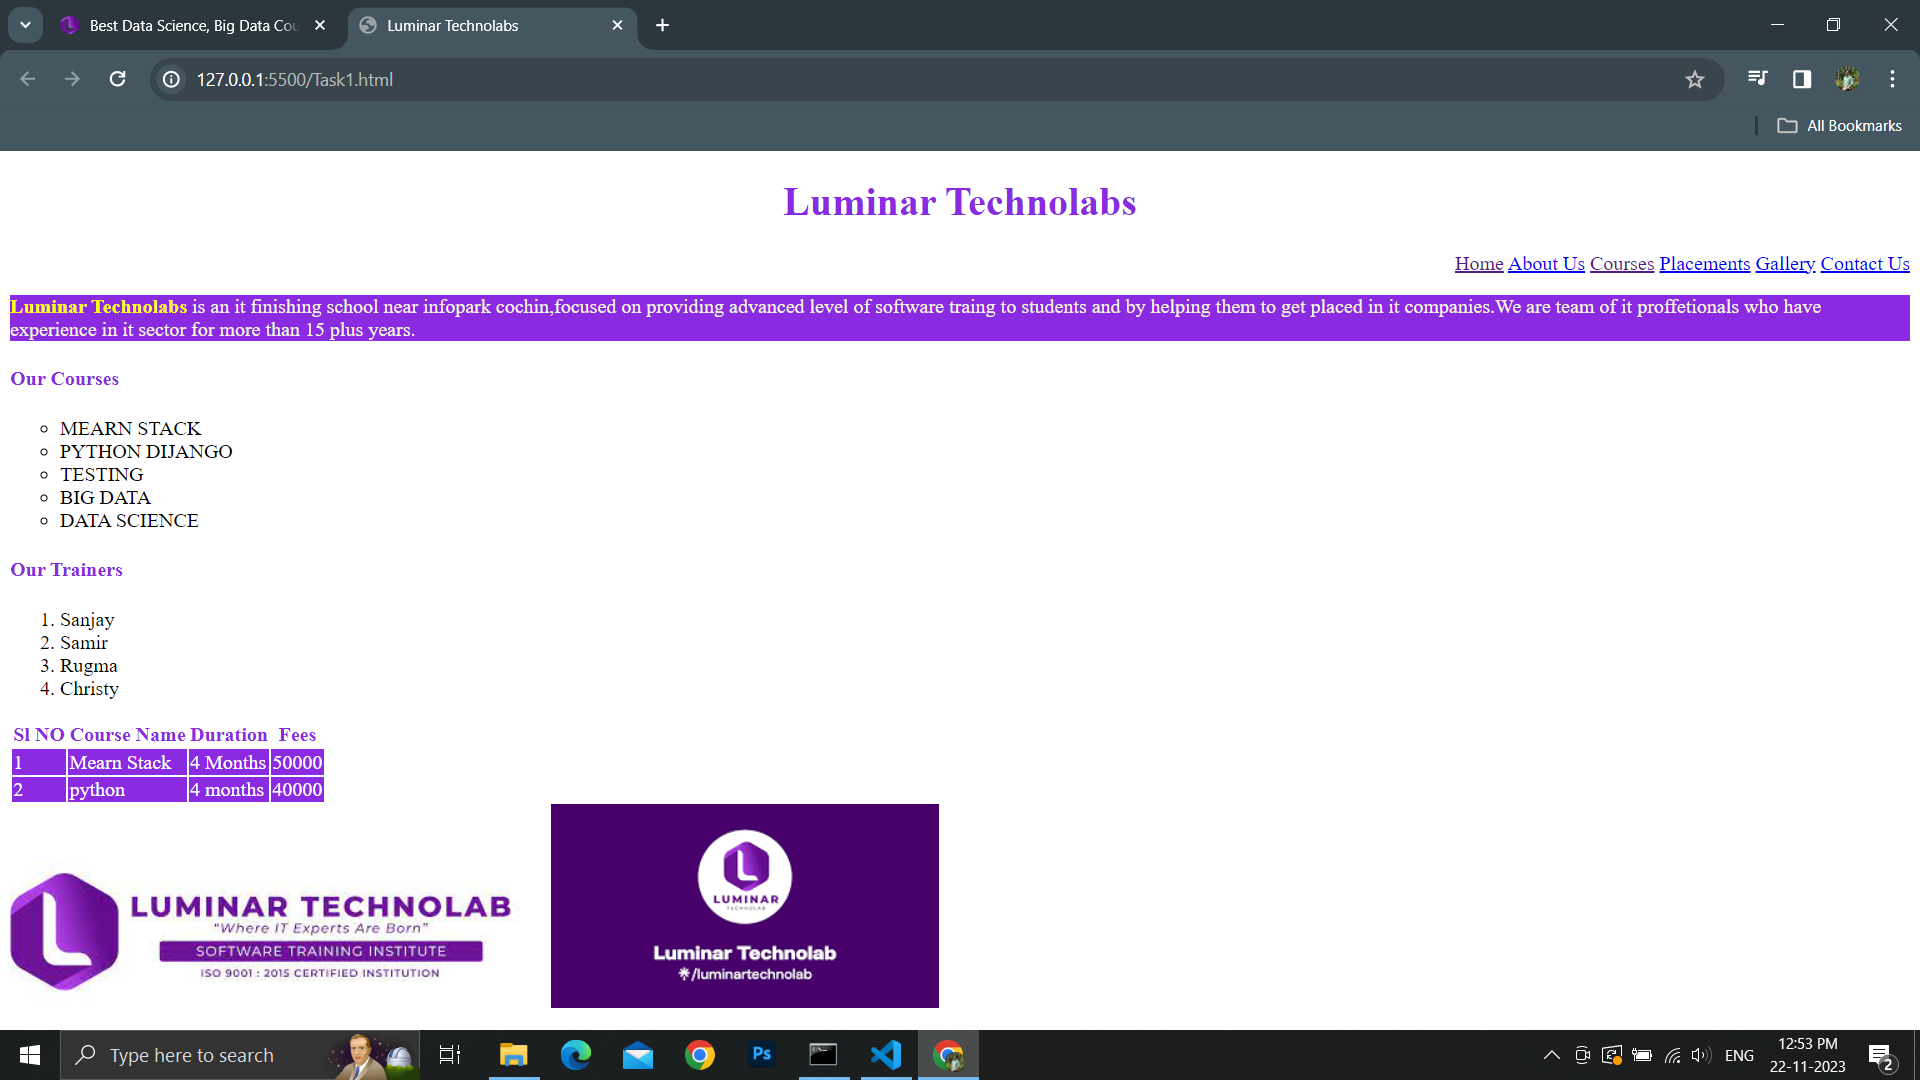 Best Data Science, Big Data Cou
Luminar Technolabs
127.0.0.1:5500/Task1.html
All Bookmarks
Luminar Technolabs
Home About Us Courses Placements Gallery Contact Us
Luminar Technolabs is an it finishing school near infopark cochin,focused on providing advanced level of software traing to students and by helping them to get placed in it companies.We are team of it proffetionals who have
experience in it sector for more than 15 plus years.
Our Courses
MEARN STACK
PYTHON DIJANGO
TESTING
BIG DATA
DATA SCIENCE
Our Trainers
1. Sanjay
2. Samir
3. Rugma
4. Christy
Sl NO Course Name Duration Fees
1 Mearn Stack 4 Months 50000
2 python 4 months 40000
LUMINAR TECHNOLAB
"Where IT Experts Are Born"
SOFTWARE TRAINING INSTITUTE
ISO 9001 : 2015 CERTIFIED INSTITUTION
LUMINAR
TECHNOLAB
Luminar Technolab
/luminartechnolab
Type here to search
Ps
ENG
12:53 PM
22-11-2023
2